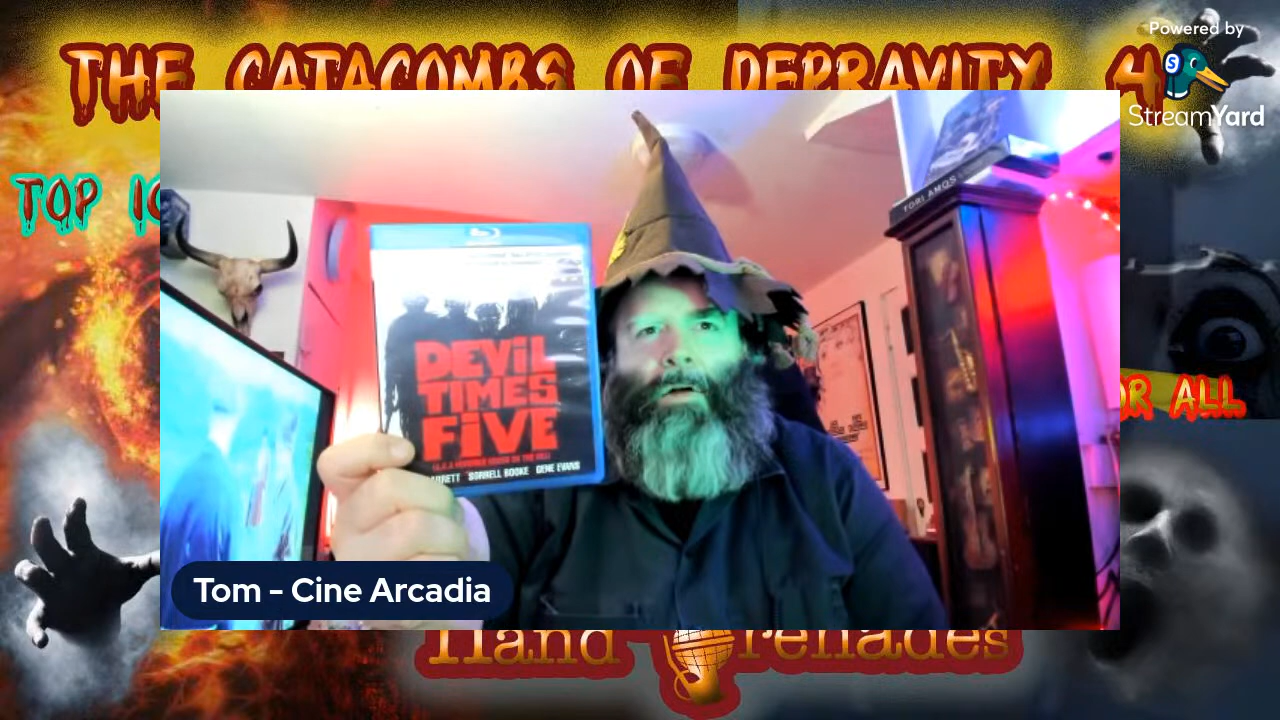 Powered by
StreamYard
THE CATACOMBS OF DEPRAVITY 4
TOP
TORI AMOS
DEViL
TiMES
FiVE
SORRELL BOOKE GENE EVANS
OR ALL
Tom - Cine Arcadia
Hand Grenades